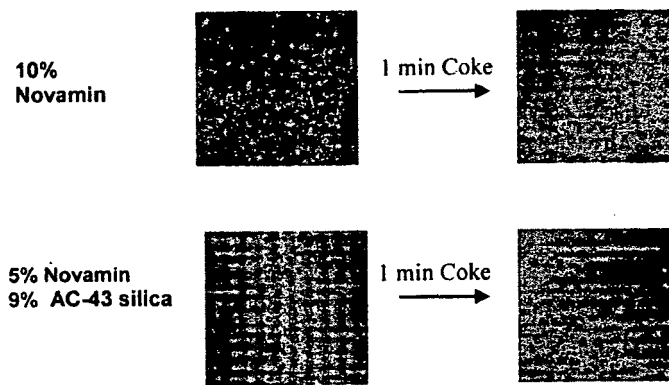 10%
Novamin
1 min Coke
5% Novamin
9% AC-43 silica
1 min Coke